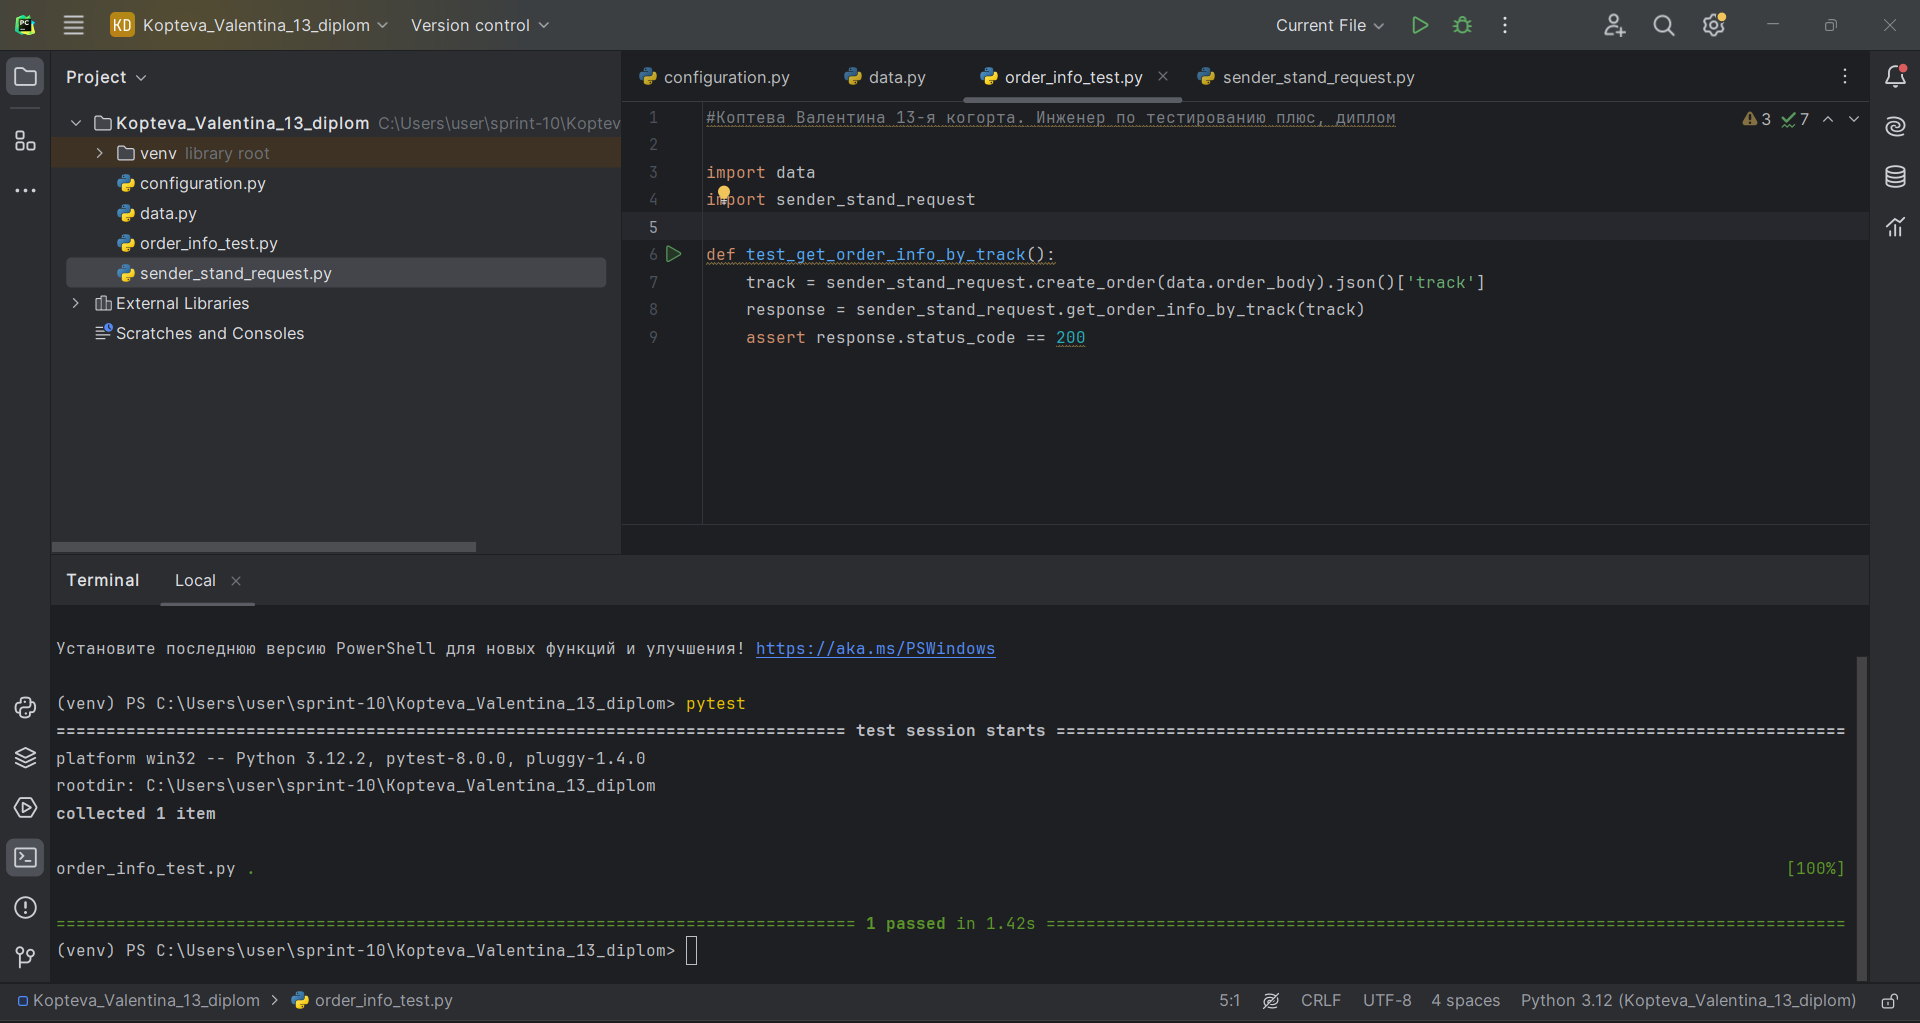 KD Kopteva_Valentina_13_diplom Version control Current File
Project
Kopteva_Valentina_13_diplom C:\Users\user\sprint-10\Koptev
venv library root
configuration.py
data.py
order_info_test.py
sender_stand_request.py
External Libraries
Scratches and Consoles
configuration.py data.py order_info_test.py sender_stand_request.py
3 7
1 #Коптева Валентина 13-я когорта. Инженер по тестированию плюс, диплом
2
3 import data
4 import sender_stand_request
5
6 def test_get_order_info_by_track():
7 track = sender_stand_request.create_order(data.order_body).json()['track']
8 response = sender_stand_request.get_order_info_by_track(track)
9 assert response.status_code == 200
Terminal Local
Установите последнюю версию PowerShell для новых функций и улучшения! https://aka.ms/PSWindows
(venv) PS C:\Users\user\sprint-10\Kopteva_Valentina_13_diplom> pytest
=============================================================================== test session starts ===============================================================================
platform win32 -- Python 3.12.2, pytest-8.0.0, pluggy-1.4.0
rootdir: C:\Users\user\sprint-10\Kopteva_Valentina_13_diplom
collected 1 item
order_info_test.py . [100%]
================================================================================ 1 passed in 1.42s ================================================================================
(venv) PS C:\Users\user\sprint-10\Kopteva_Valentina_13_diplom>
Kopteva_Valentina_13_diplom > order_info_test.py 5:1 CRLF UTF-8 4 spaces Python 3.12 (Kopteva_Valentina_13_diplom)